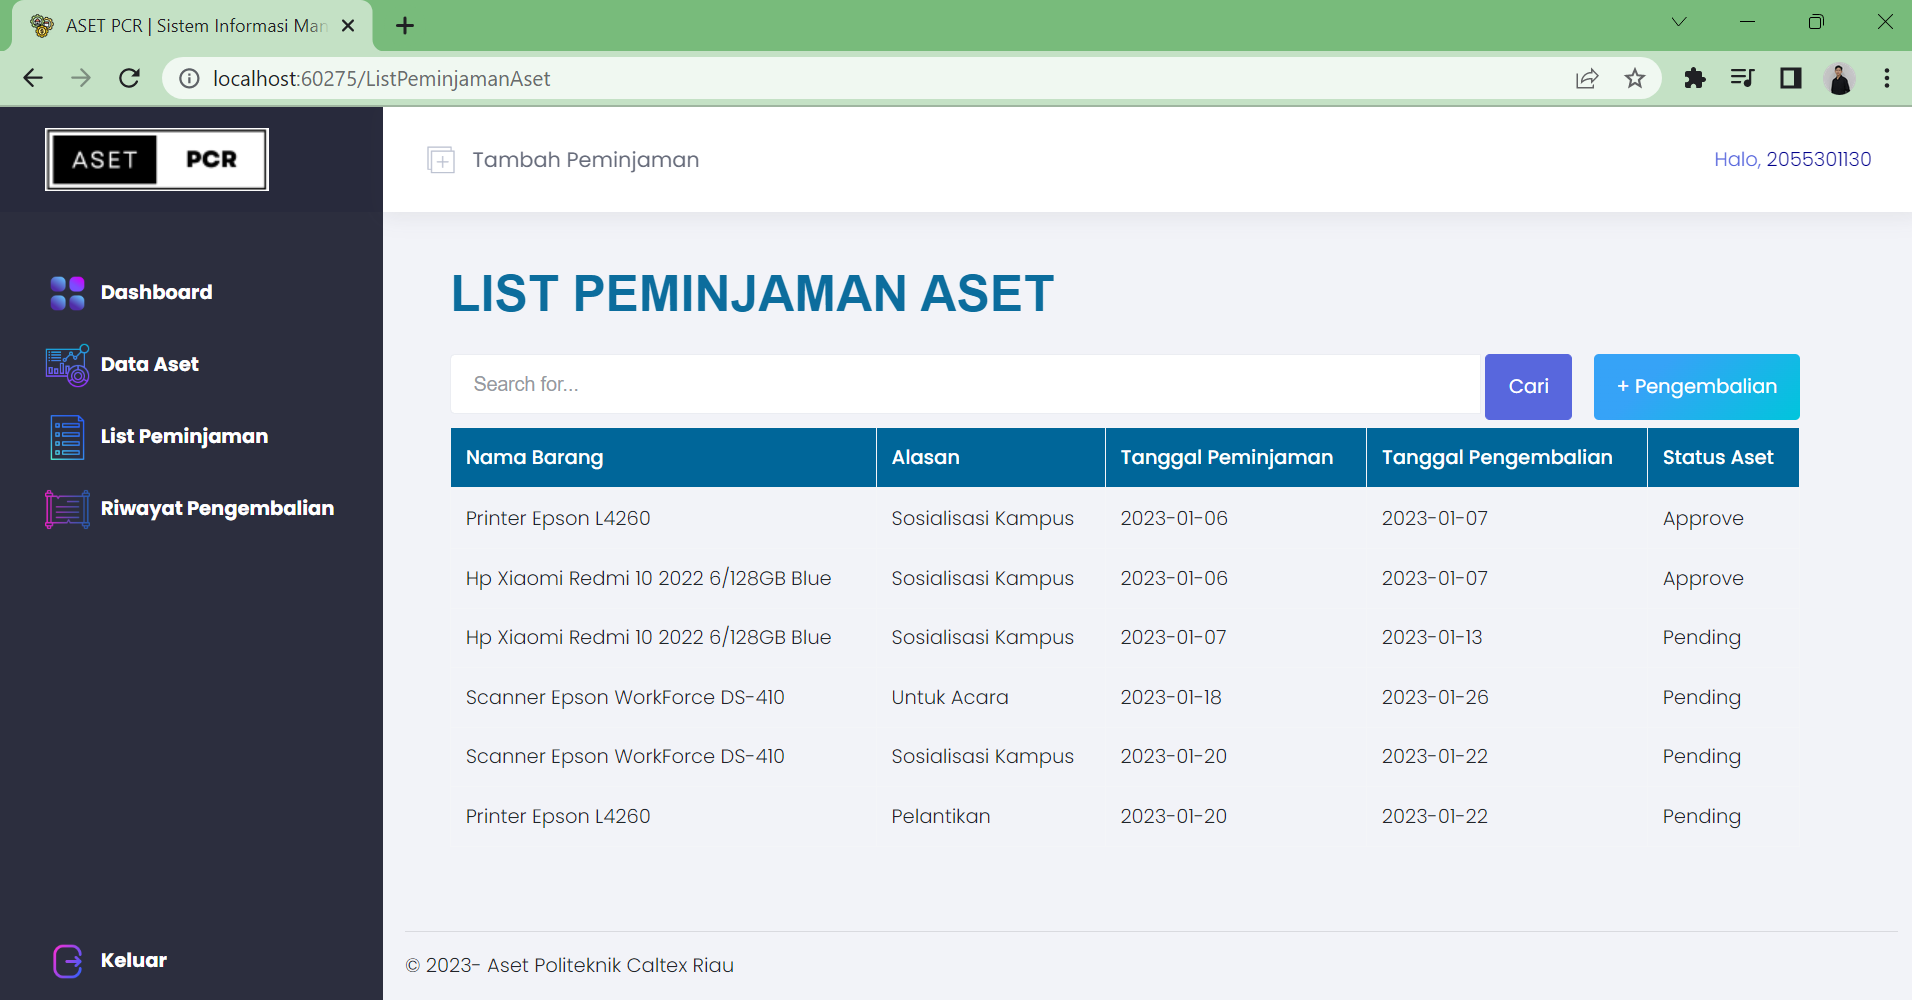 ASET PCR | Sistem Informasi Man
localhost:60275/ListPeminjamanAset
ASET PCR
Tambah Peminjaman
Halo, 2055301130
Dashboard
Data Aset
List Peminjaman
Riwayat Pengembalian
Keluar
LIST PEMINJAMAN ASET
Search for...
Cari
+ Pengembalian
Nama Barang Alasan Tanggal Peminjaman Tanggal Pengembalian Status Aset
Printer Epson L4260 Sosialisasi Kampus 2023-01-06 2023-01-07 Approve
Hp Xiaomi Redmi 10 2022 6/128GB Blue Sosialisasi Kampus 2023-01-06 2023-01-07 Approve
Hp Xiaomi Redmi 10 2022 6/128GB Blue Sosialisasi Kampus 2023-01-07 2023-01-13 Pending
Scanner Epson WorkForce DS-410 Untuk Acara 2023-01-18 2023-01-26 Pending
Scanner Epson WorkForce DS-410 Sosialisasi Kampus 2023-01-20 2023-01-22 Pending
Printer Epson L4260 Pelantikan 2023-01-20 2023-01-22 Pending
© 2023- Aset Politeknik Caltex Riau